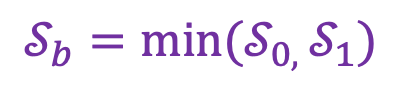 𝒮_b = min(𝒮_0, 𝒮_1)